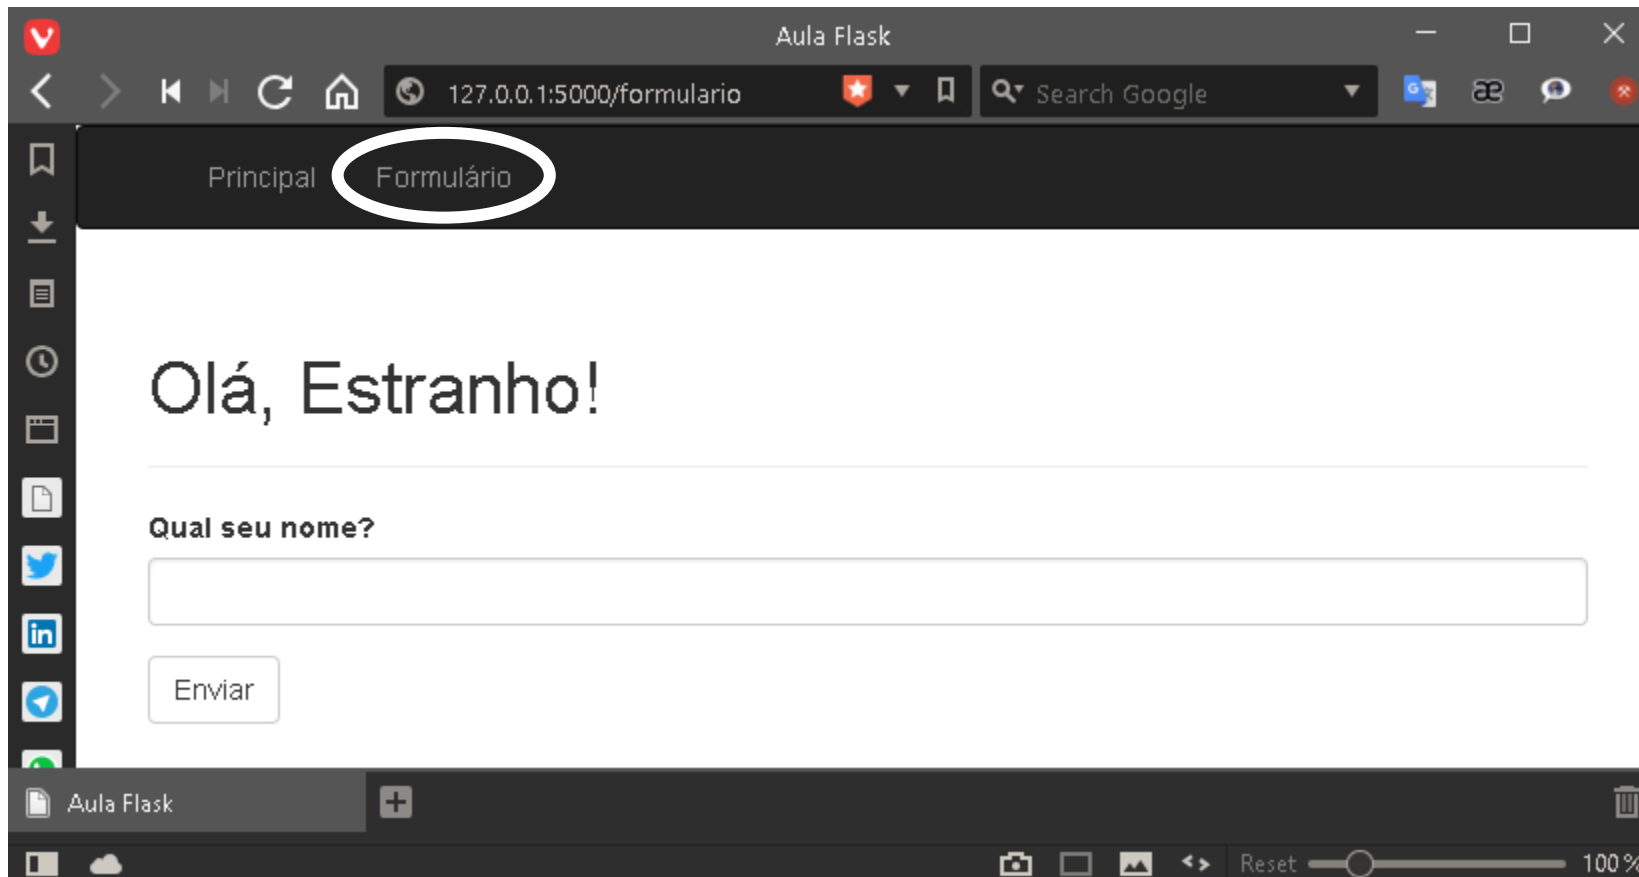 Aula Flask
127.0.0.1:5000/formulario
Search Google
Principal
Formulário
Olá, Estranho!
Qual seu nome?
Enviar
Aula Flask
Reset
100 %